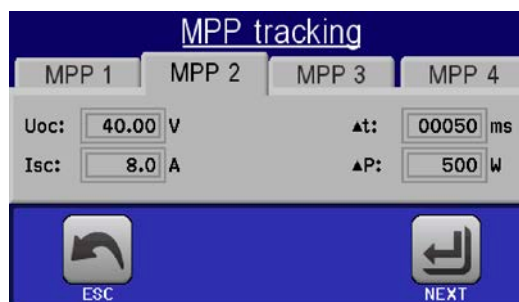 MPP tracking
MPP 1 MPP 2 MPP 3 MPP 4
Uoc: 40.00 V ▲t: 00050 ms
Isc: 8.0 A ▲P: 500 W
ESC NEXT